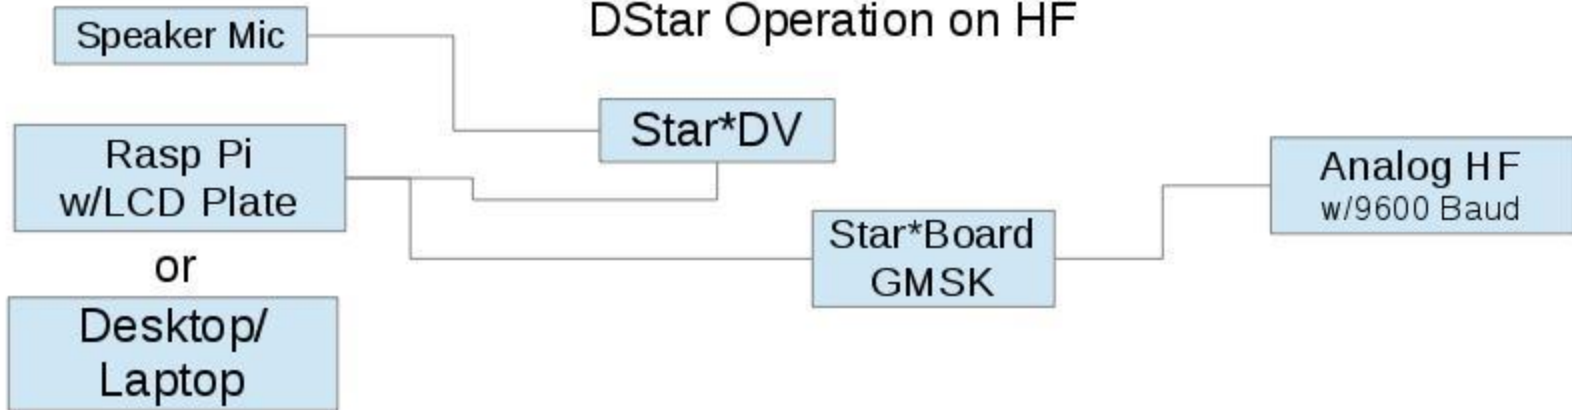 DStar Operation on HF
Speaker Mic
Star*DV
Rasp Pi
w/LCD Plate
or
Desktop/
Laptop
Star*Board
GMSK
Analog HF
w/9600 Baud